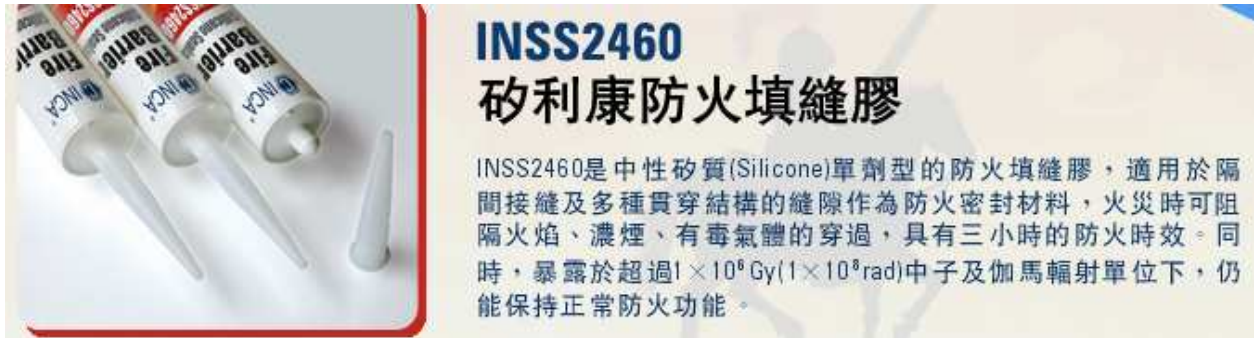 INSS2460
矽利康防火填縫膠
INSS2460是中性矽質(Silicone)單劑型的防火填縫膠，適用於隔
間接縫及多種貫穿結構的縫隙作為防火密封材料，火災時可阻
隔火焰、濃煙、有毒氣體的穿過，具有三小時的防火時效。同
時，暴露於超過1×10⁶Gy(1×10⁸rad)中子及伽馬輻射單位下，仍
能保持正常防火功能。
Fire
Barrier
INCA
Fire
Barrier
INCA
Fire
Barrier
INCA